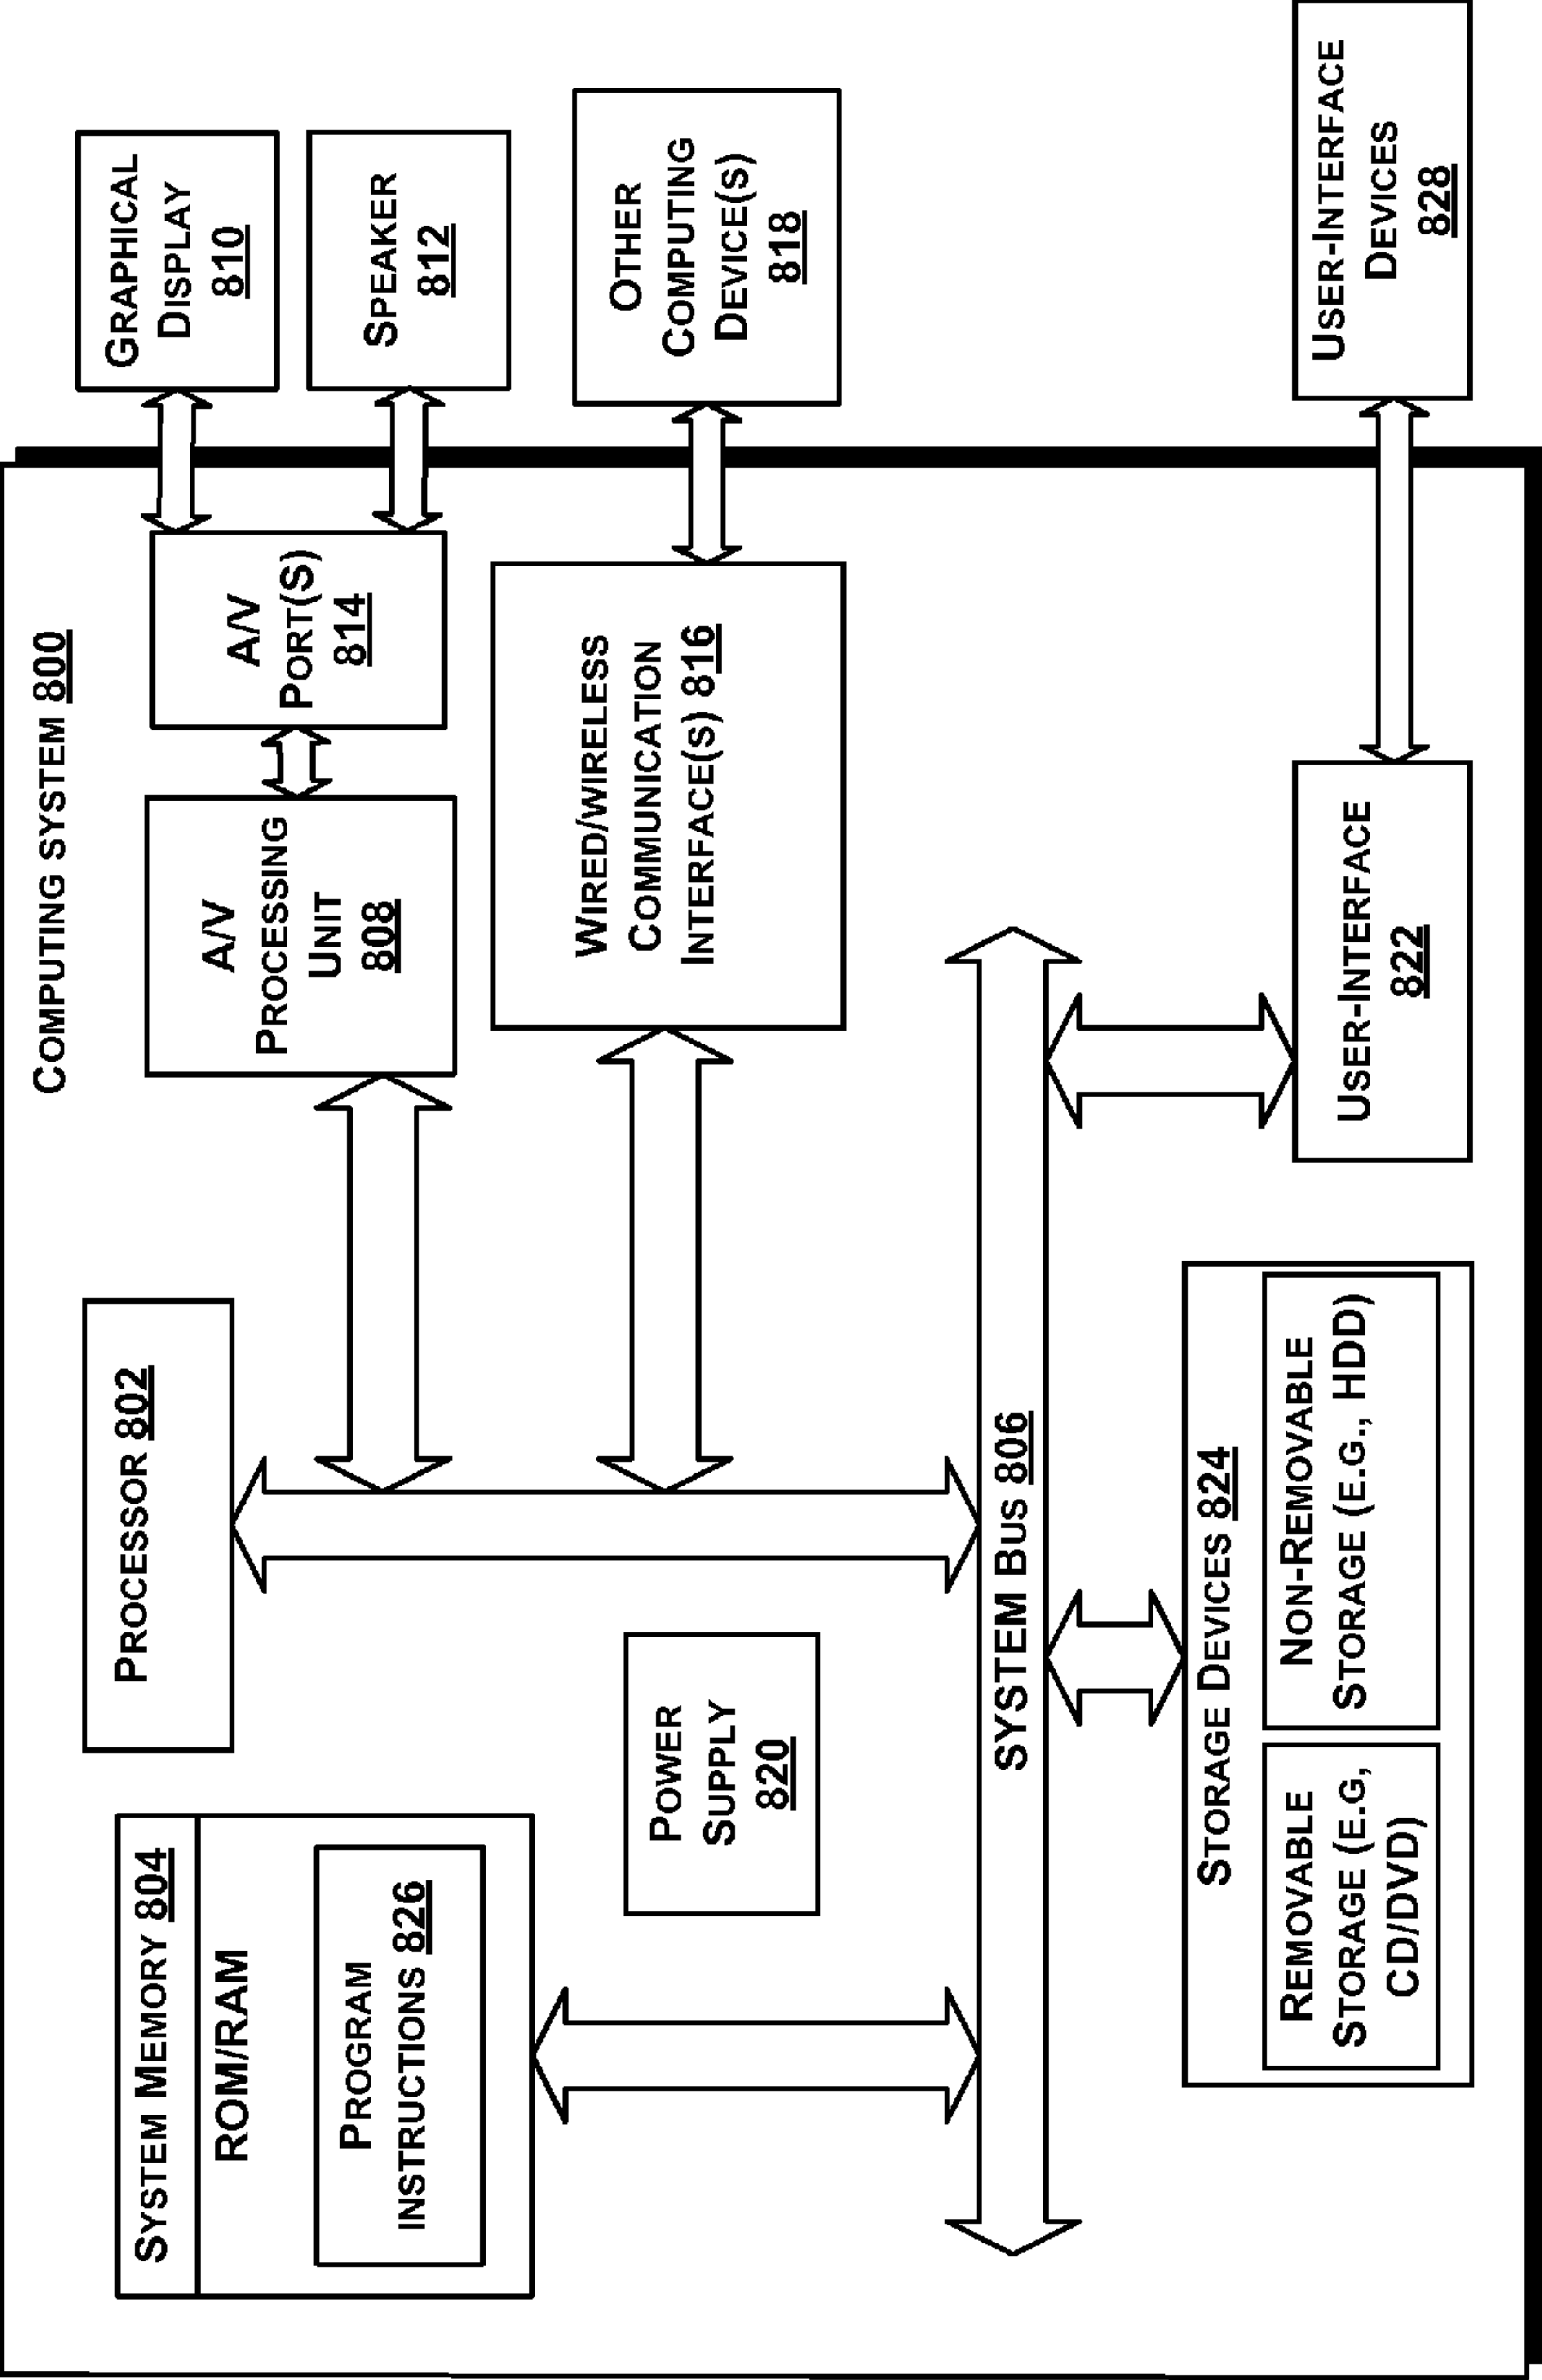 COMPUTING SYSTEM 800
SYSTEM MEMORY 804
ROM/RAM
PROGRAM
INSTRUCTIONS 826
PROCESSOR 802
A/V
PROCESSING
UNIT
808
A/V
PORT(S)
814
GRAPHICAL
DISPLAY
810
SPEAKER
812
POWER
SUPPLY
820
WIRED/WIRELESS
COMMUNICATION
INTERFACE(S) 816
OTHER
COMPUTING
DEVICE(S)
818
SYSTEM BUS 806
STORAGE DEVICES 824
REMOVABLE
STORAGE (E.G,
CD/DVD)
NON-REMOVABLE
STORAGE (E.G., HDD)
USER-INTERFACE
822
USER-INTERFACE
DEVICES
828